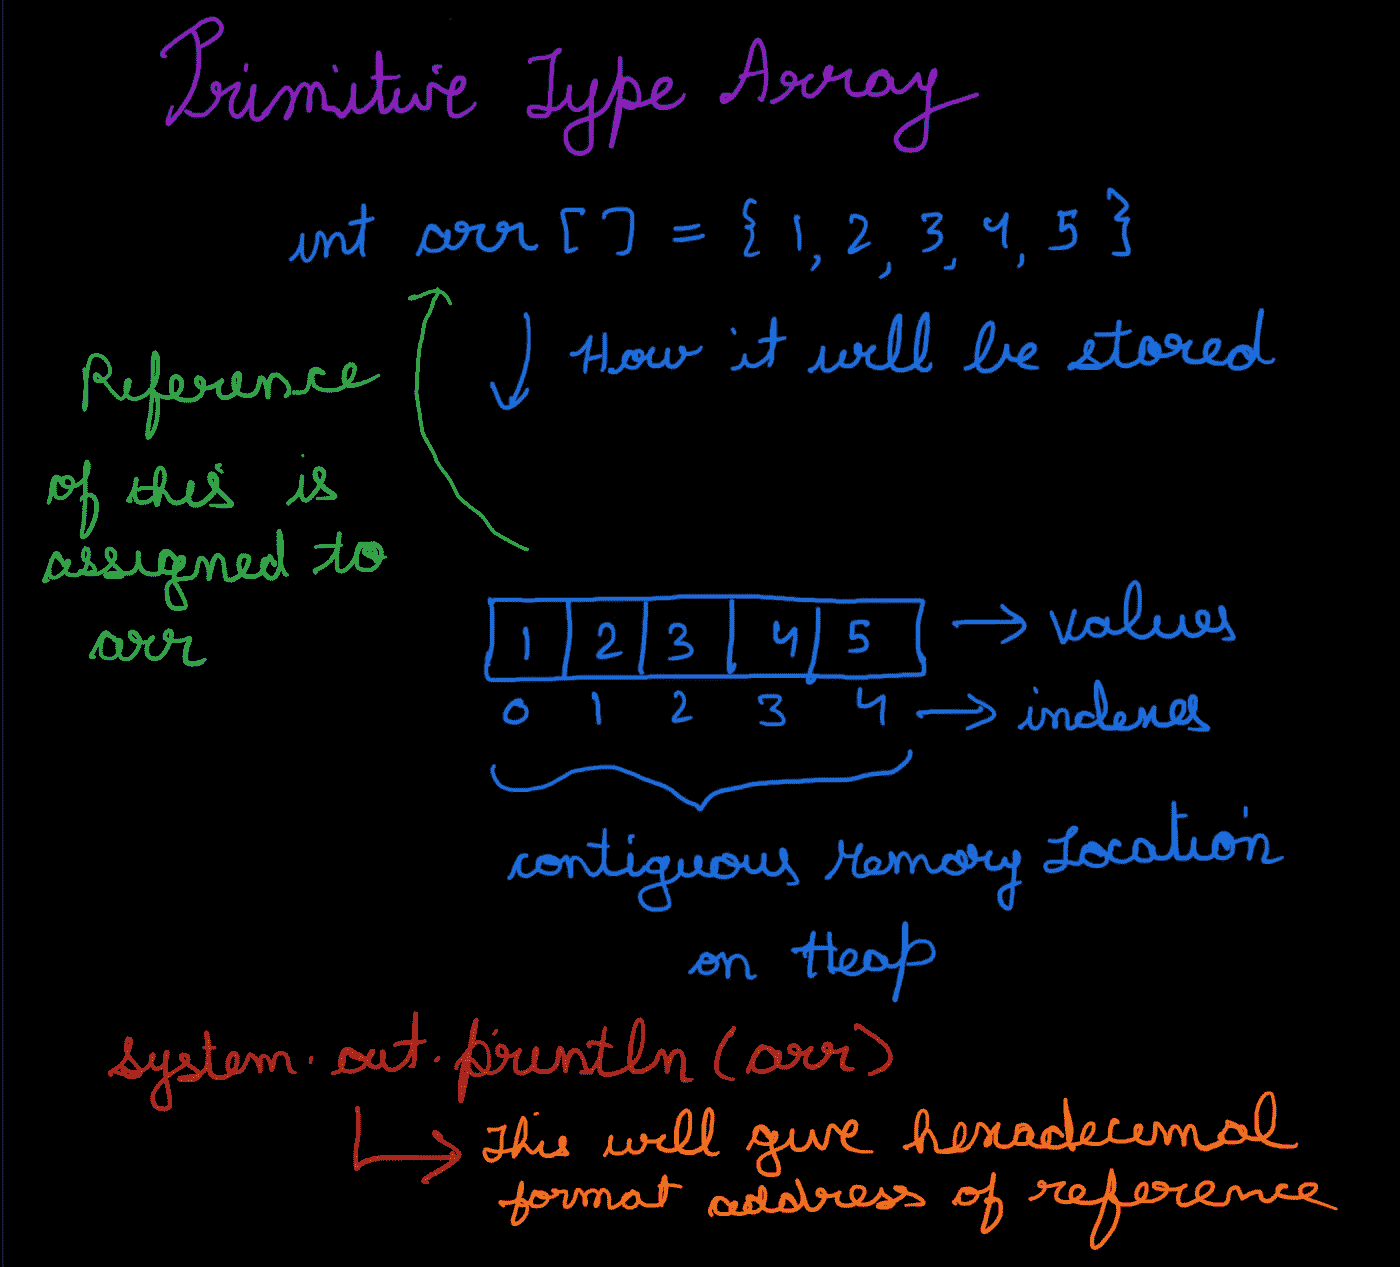 Primitive Type Array
int arr [ ] = { 1, 2, 3, 4, 5 }
How it will be stored
Reference
of this is
assigned to
arr
1 2 3 4 5 → values
0 1 2 3 4 → indexes
contiguous Memory Location
on Heap
system.out.println (arr)
This will give hexadecimal
format address of reference